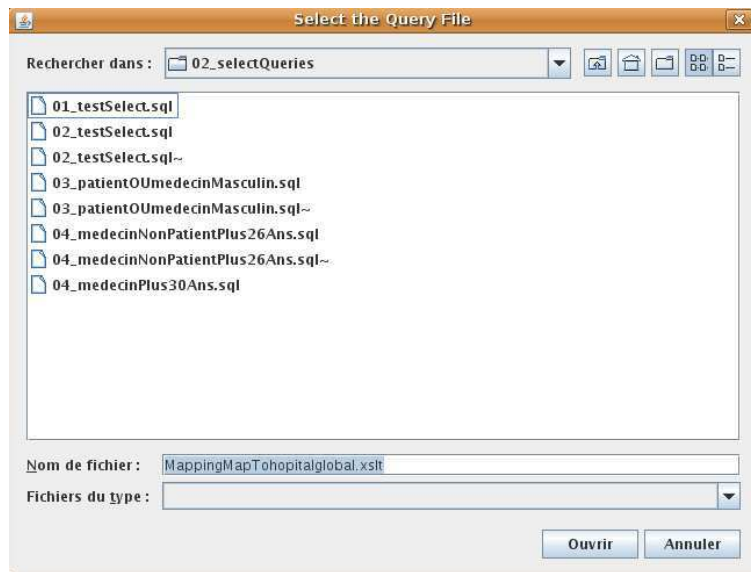 Select the Query File
Rechercher dans :
02_selectQueries
01_testSelect.sql
02_testSelect.sql
02_testSelect.sql~
03_patientOUmedecinMasculin.sql
03_patientOUmedecinMasculin.sql~
04_medecinNonPatientPlus26Ans.sql
04_medecinNonPatientPlus26Ans.sql~
04_medecinPlus30Ans.sql
Nom de fichier :
MappingMapTohopitalglobal.xslt
Fichiers du type :
Ouvrir
Annuler